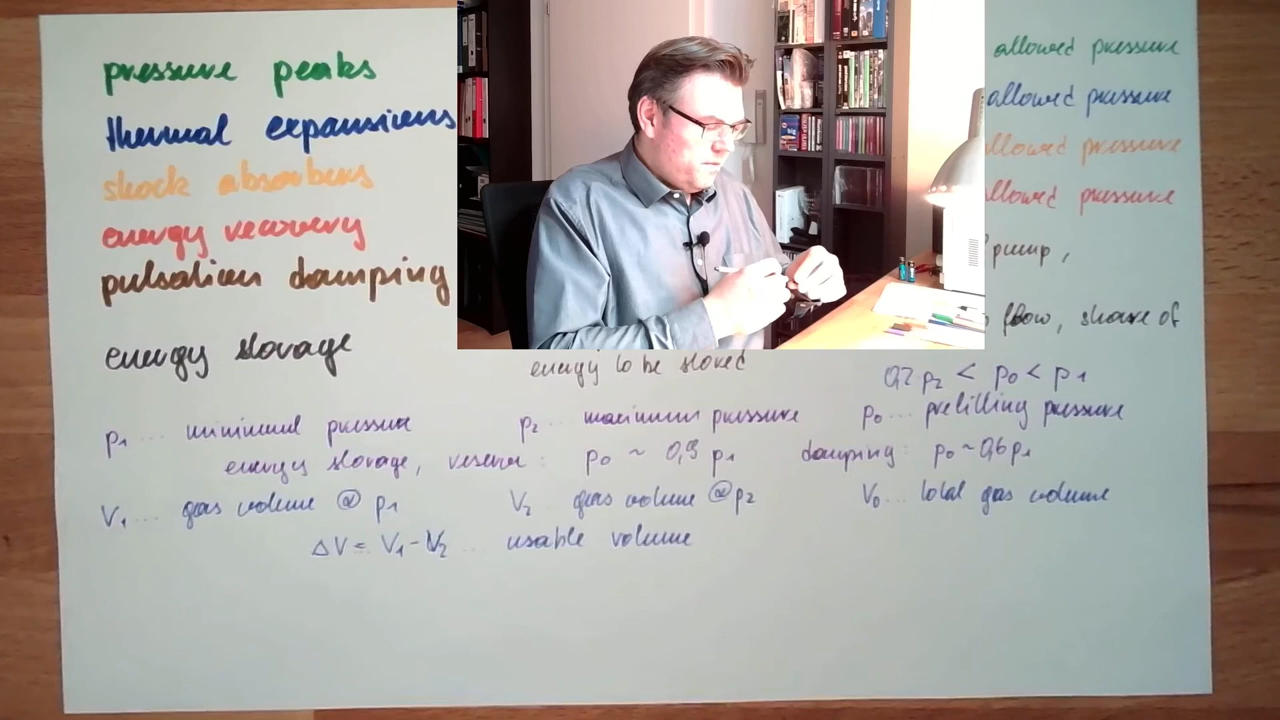 pressure peaks allowed pressure
thermal expansions allowed pressure
shock absorbers allowed pressure
energy recovery allowed pressure
pulsation damping pump,
flow, share of
energy storage
energy to be stored
0,2 p₂ < p₀ < p₁
p₁ ... minimal pressure p₂ ... maximum pressure p₀ ... prefilling pressure
energy storage, reserve: p₀ ~ 0,9 p₁ damping: p₀ ~ 0,6 p₁
V₁ ... gas volume @ p₁ V₂ gas volume @ p₂ V₀ ... total gas volume
ΔV = V₁ - V₂ ... usable volume